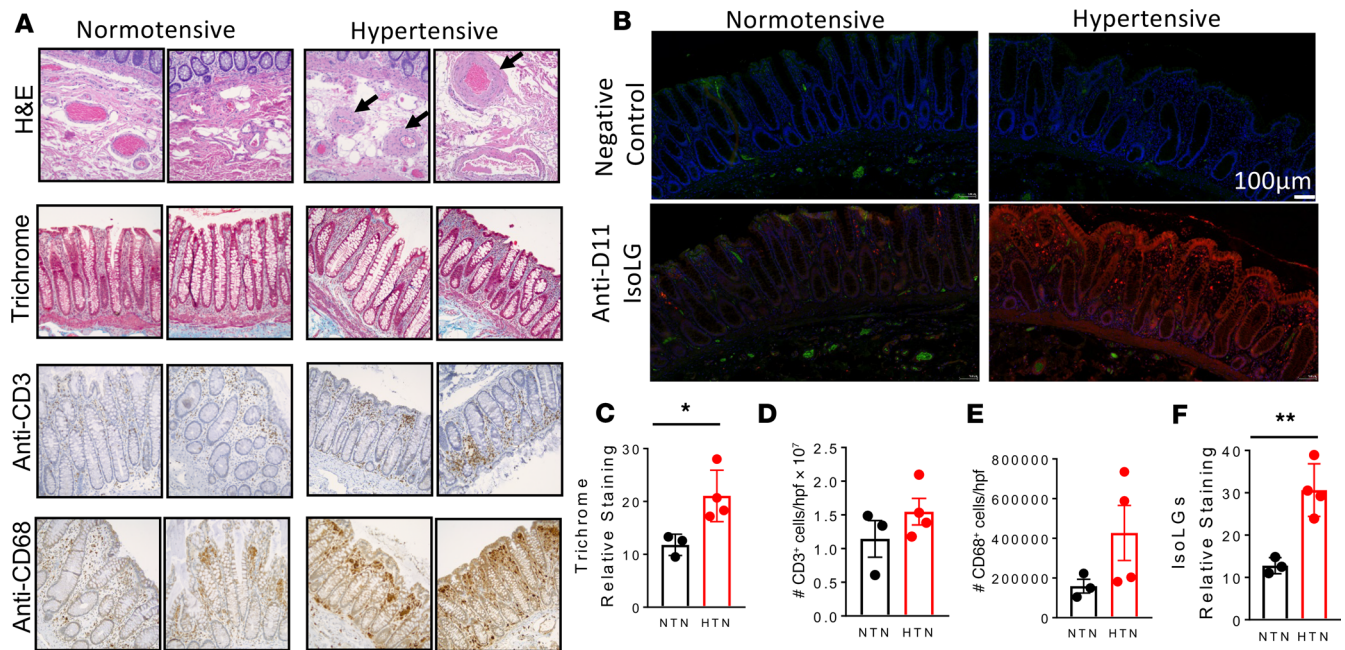 A
Normotensive
Hypertensive
H&E
Trichrome
Anti-CD3
Anti-CD68
B
Normotensive
Hypertensive
Negative
Control
100µm
Anti-D11
IsoLG
C
*
Trichrome
Relative Staining
30
20
10
0
NTN HTN
D
# CD3⁺ cells/hpf × 10⁷
2.5
2.0
1.5
1.0
0.5
0.0
NTN HTN
E
# CD68⁺ cells/hpf
800000
600000
400000
200000
0
NTN HTN
F
**
IsoLGs
Relative Staining
40
30
20
10
0
NTN HTN